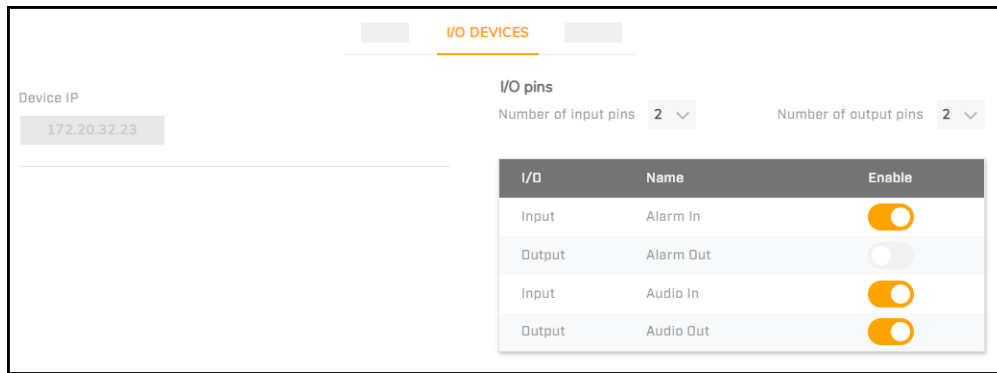 I/O DEVICES
Device IP
172.20.32.23
I/O pins
Number of input pins 2 Number of output pins 2
I/O Name Enable
Input Alarm In
Output Alarm Out
Input Audio In
Output Audio Out